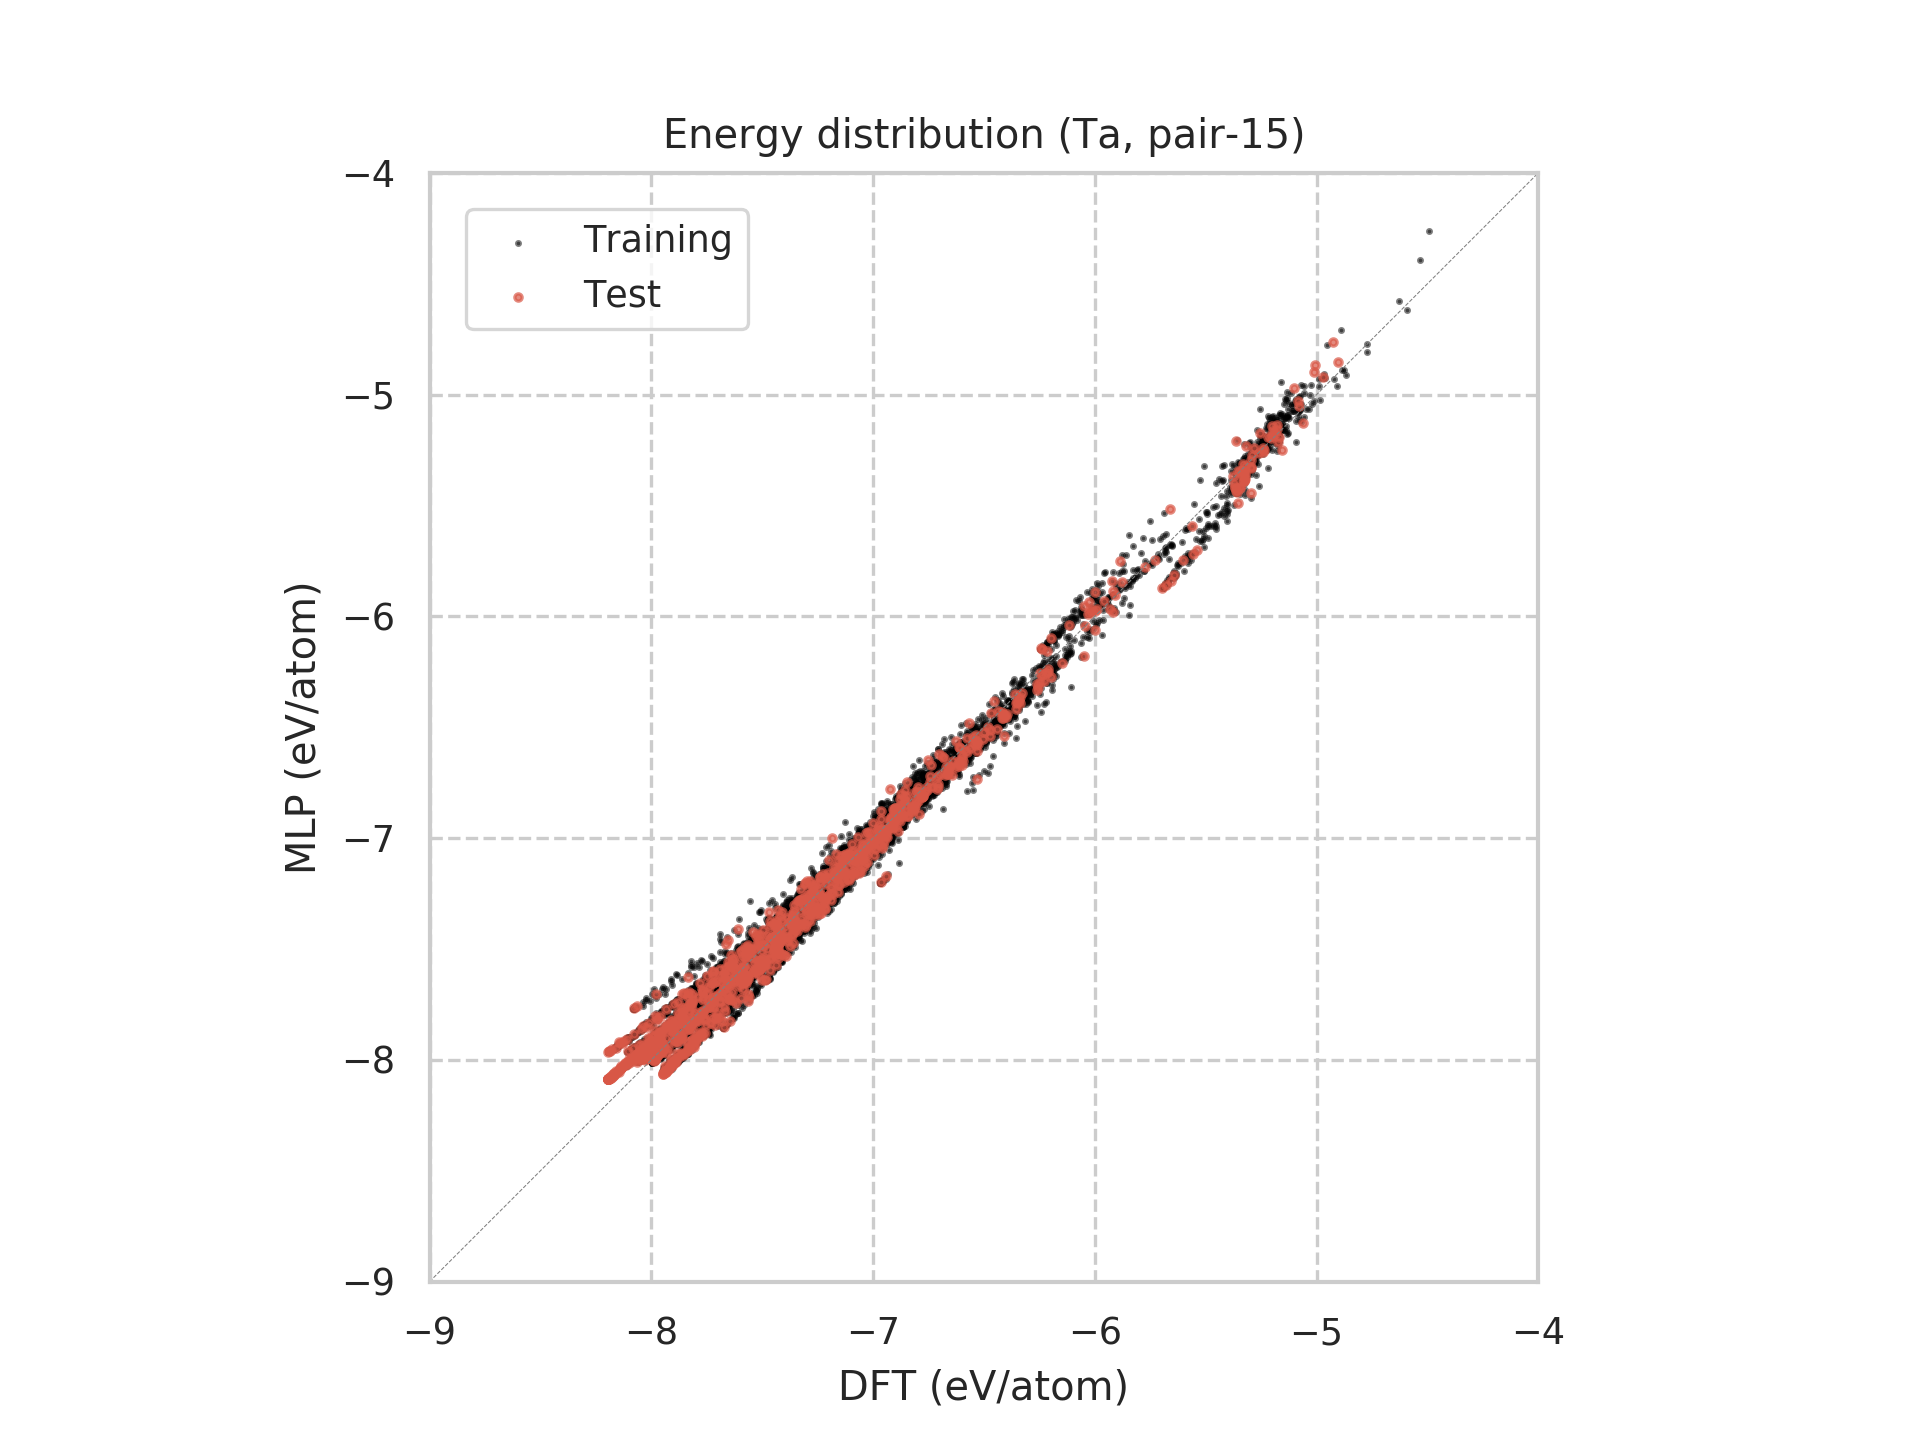 Energy distribution (Ta, pair-15)
Training
Test
−4
−5
−6
−7
−8
−9
MLP (eV/atom)
−9 −8 −7 −6 −5 −4
DFT (eV/atom)